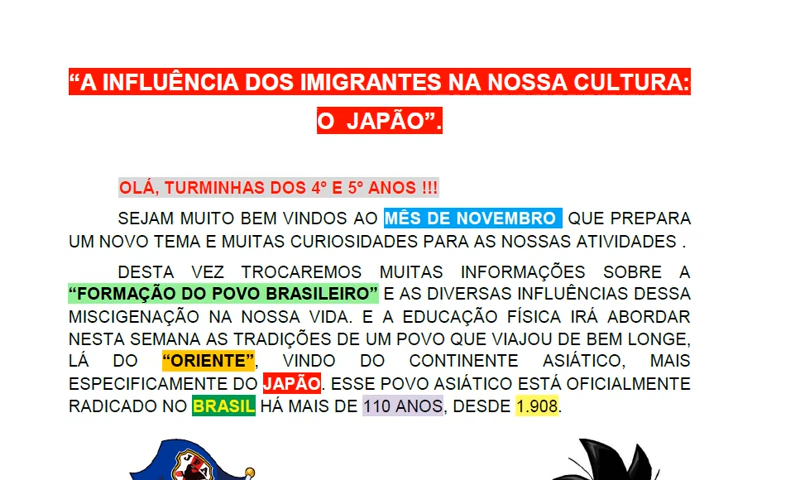 “A INFLUÊNCIA DOS IMIGRANTES NA NOSSA CULTURA:
O JAPÃO”.
OLÁ, TURMINHAS DOS 4º E 5º ANOS !!!
SEJAM MUITO BEM VINDOS AO MÊS DE NOVEMBRO QUE PREPARA
UM NOVO TEMA E MUITAS CURIOSIDADES PARA AS NOSSAS ATIVIDADES .
DESTA VEZ TROCAREMOS MUITAS INFORMAÇÕES SOBRE A
“FORMAÇÃO DO POVO BRASILEIRO” E AS DIVERSAS INFLUÊNCIAS DESSA
MISCIGENAÇÃO NA NOSSA VIDA. E A EDUCAÇÃO FÍSICA IRÁ ABORDAR
NESTA SEMANA AS TRADIÇÕES DE UM POVO QUE VIAJOU DE BEM LONGE,
LÁ DO “ORIENTE”, VINDO DO CONTINENTE ASIÁTICO, MAIS
ESPECIFICAMENTE DO JAPÃO. ESSE POVO ASIÁTICO ESTÁ OFICIALMENTE
RADICADO NO BRASIL HÁ MAIS DE 110 ANOS, DESDE 1.908.